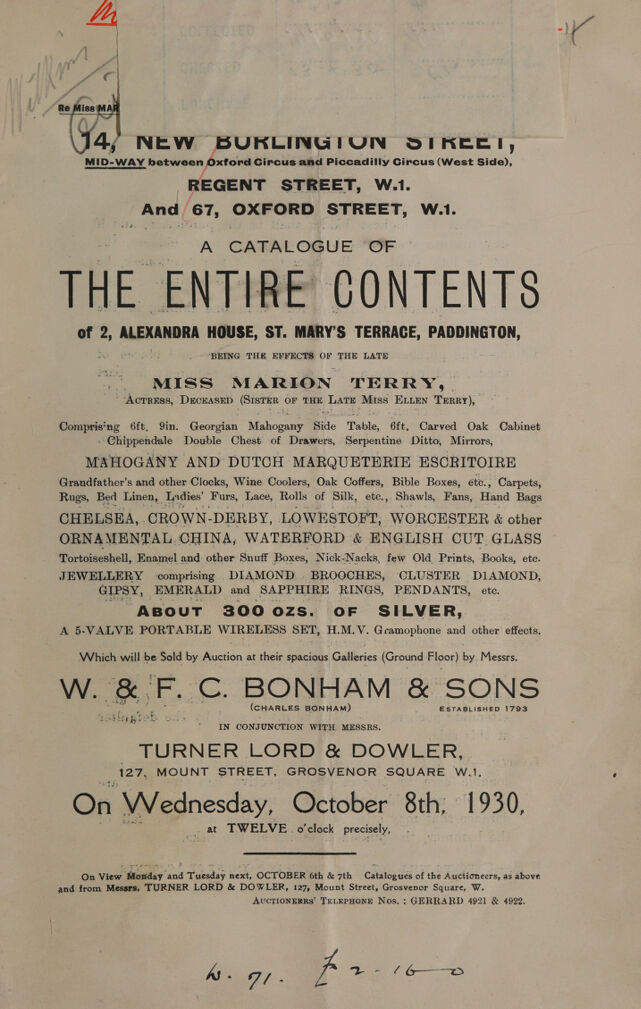 COLLECTED
CHECKED
Wilkins
Re Miss MAR
14, NEW BURLINGTON STREET,
MID-WAY between Oxford Circus and Piccadilly Circus (West Side),
REGENT STREET, W.1.
And 67, OXFORD STREET, W.1.
A CATALOGUE OF
THE ENTIRE CONTENTS
of 2, ALEXANDRA HOUSE, ST. MARY'S TERRACE, PADDINGTON,
BEING THE EFFECTS OF THE LATE
MISS MARION TERRY,
ACTRESS, DECEASED (SISTER OF THE LATE MISS ELLEN TERRY),
Comprising 6ft. 9in. Georgian Mahogany Side Table, 6ft. Carved Oak Cabinet
Chippendale Double Chest of Drawers, Serpentine Ditto, Mirrors,
MAHOGANY AND DUTCH MARQUETERIE ESCRITOIRE
Grandfather's and other Clocks, Wine Coolers, Oak Coffers, Bible Boxes, etc., Carpets,
Rugs, Bed Linen, Ladies' Furs, Lace, Rolls of Silk, etc., Shawls, Fans, Hand Bags
CHELSEA, CROWN-DERBY, LOWESTOFT, WORCESTER & other
ORNAMENTAL CHINA, WATERFORD & ENGLISH CUT GLASS
Tortoiseshell, Enamel and other Snuff Boxes, Nick-Nacks, few Old Prints, Books, etc.
JEWELLERY comprising DIAMOND BROOCHES, CLUSTER DIAMOND,
GIPSY, EMERALD and SAPPHIRE RINGS, PENDANTS, etc.
ABOUT 300 OZS. OF SILVER,
A 5-VALVE PORTABLE WIRELESS SET, H.M.V. Gramophone and other effects.
Which will be Sold by Auction at their spacious Galleries (Ground Floor) by Messrs.
W. & F. C. BONHAM & SONS
(CHARLES BONHAM) ESTABLISHED 1793
IN CONJUNCTION WITH MESSRS.
TURNER LORD & DOWLER,
127, MOUNT STREET, GROSVENOR SQUARE W.1.
On Wednesday, October 8th, 1930,
at TWELVE o'clock precisely,
On View Monday and Tuesday next, OCTOBER 6th & 7th Catalogues of the Auctioneers, as above
and from Messrs. TURNER LORD & DOWLER, 127, Mount Street, Grosvenor Square, W.
AUCTIONEERS' TELEPHONE NOS. : GERRARD 4921 & 4922.
W. 71. £2-16-0